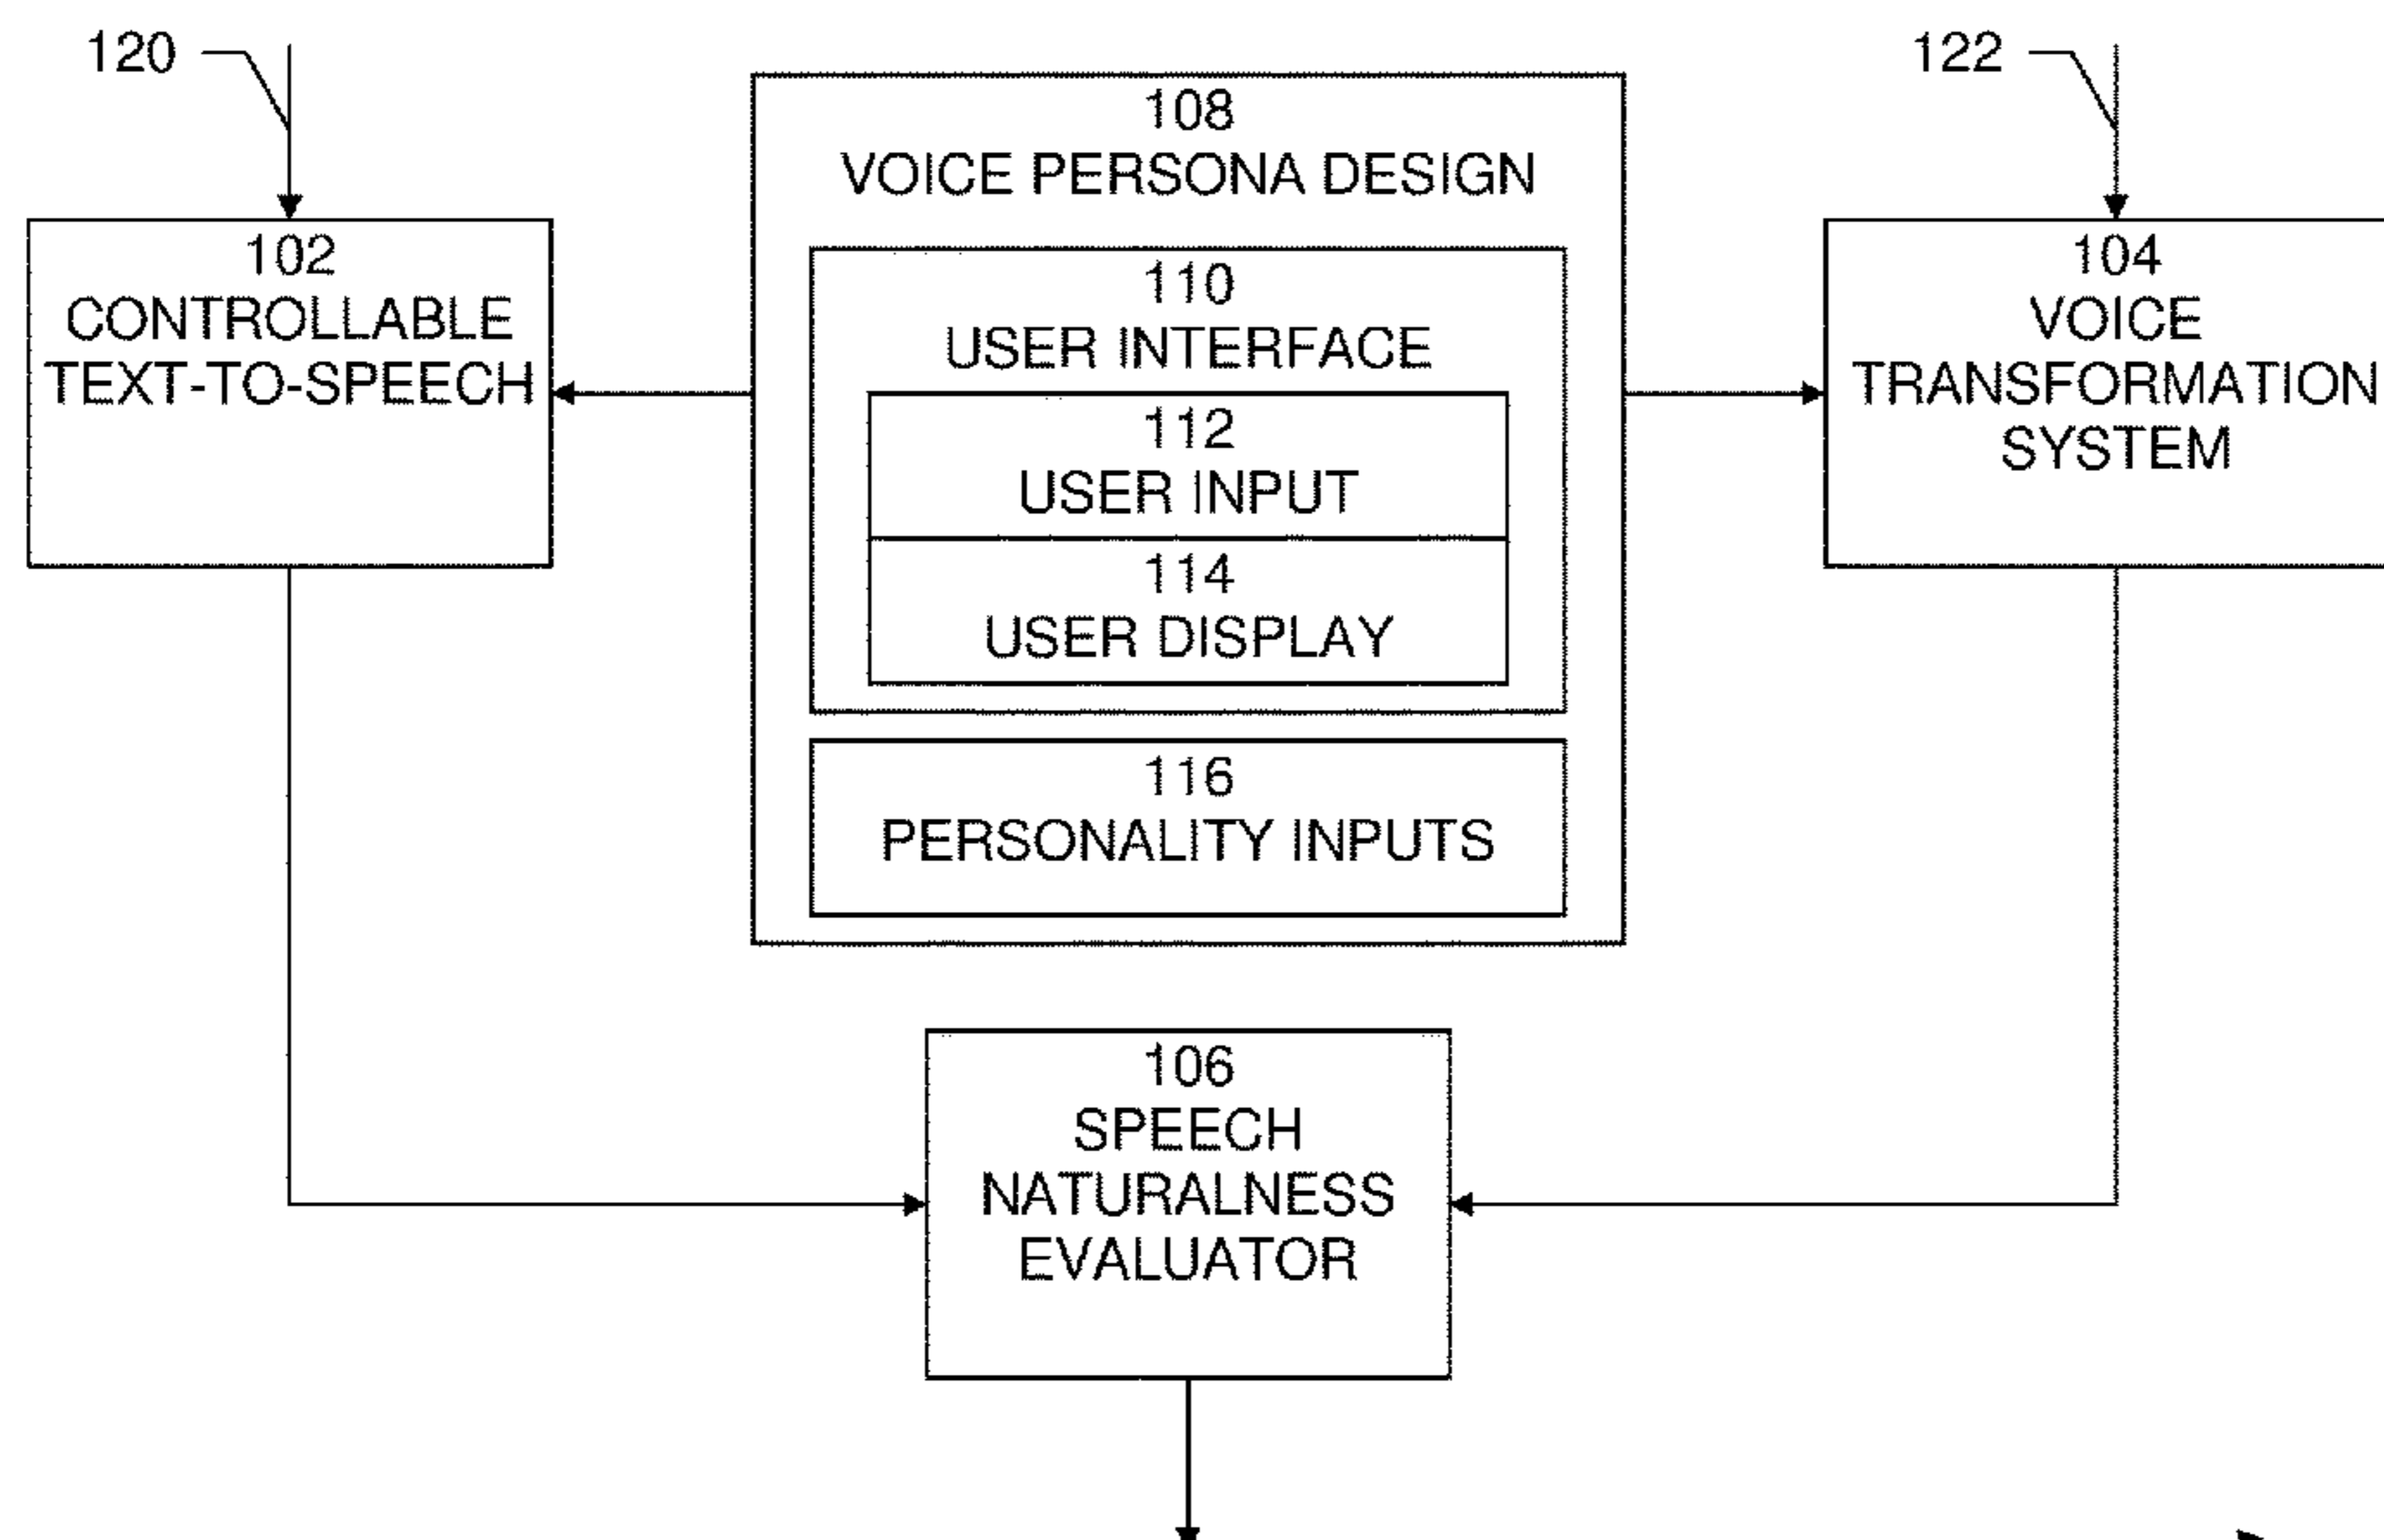 120
122
108
VOICE PERSONA DESIGN
102
CONTROLLABLE
TEXT-TO-SPEECH
110
USER INTERFACE
112
USER INPUT
114
USER DISPLAY
116
PERSONALITY INPUTS
104
VOICE
TRANSFORMATION
SYSTEM
106
SPEECH
NATURALNESS
EVALUATOR